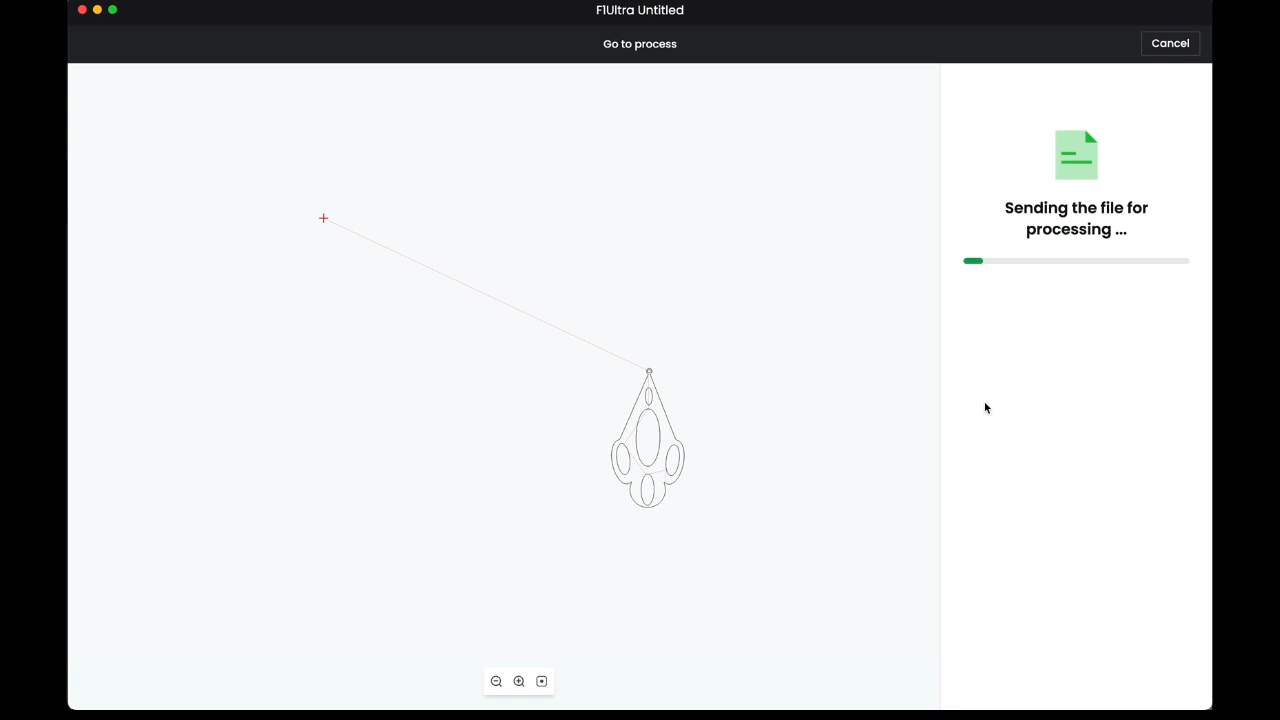 F1Ultra Untitled
Go to process
Cancel
Sending the file for
processing ...